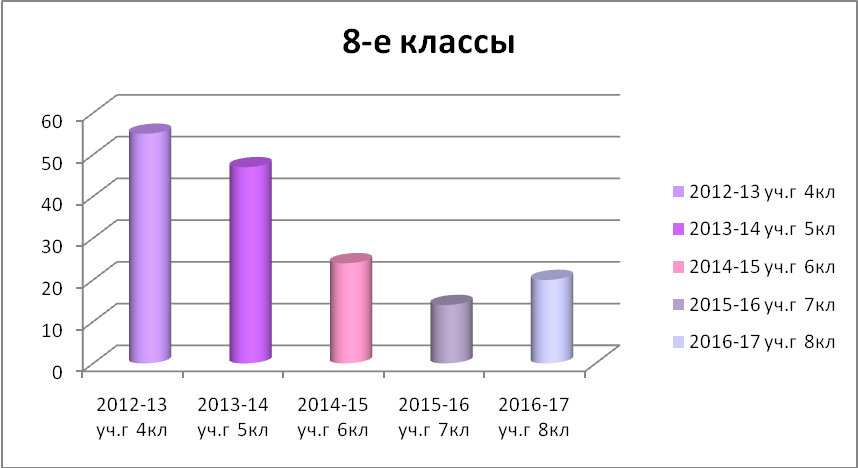 8-е классы
60
50
40
30
20
10
0
2012-13
уч.г 4кл
2013-14
уч.г 5кл
2014-15
уч.г 6кл
2015-16
уч.г 7кл
2016-17
уч.г 8кл
2012-13 уч.г 4кл
2013-14 уч.г 5кл
2014-15 уч.г 6кл
2015-16 уч.г 7кл
2016-17 уч.г 8кл